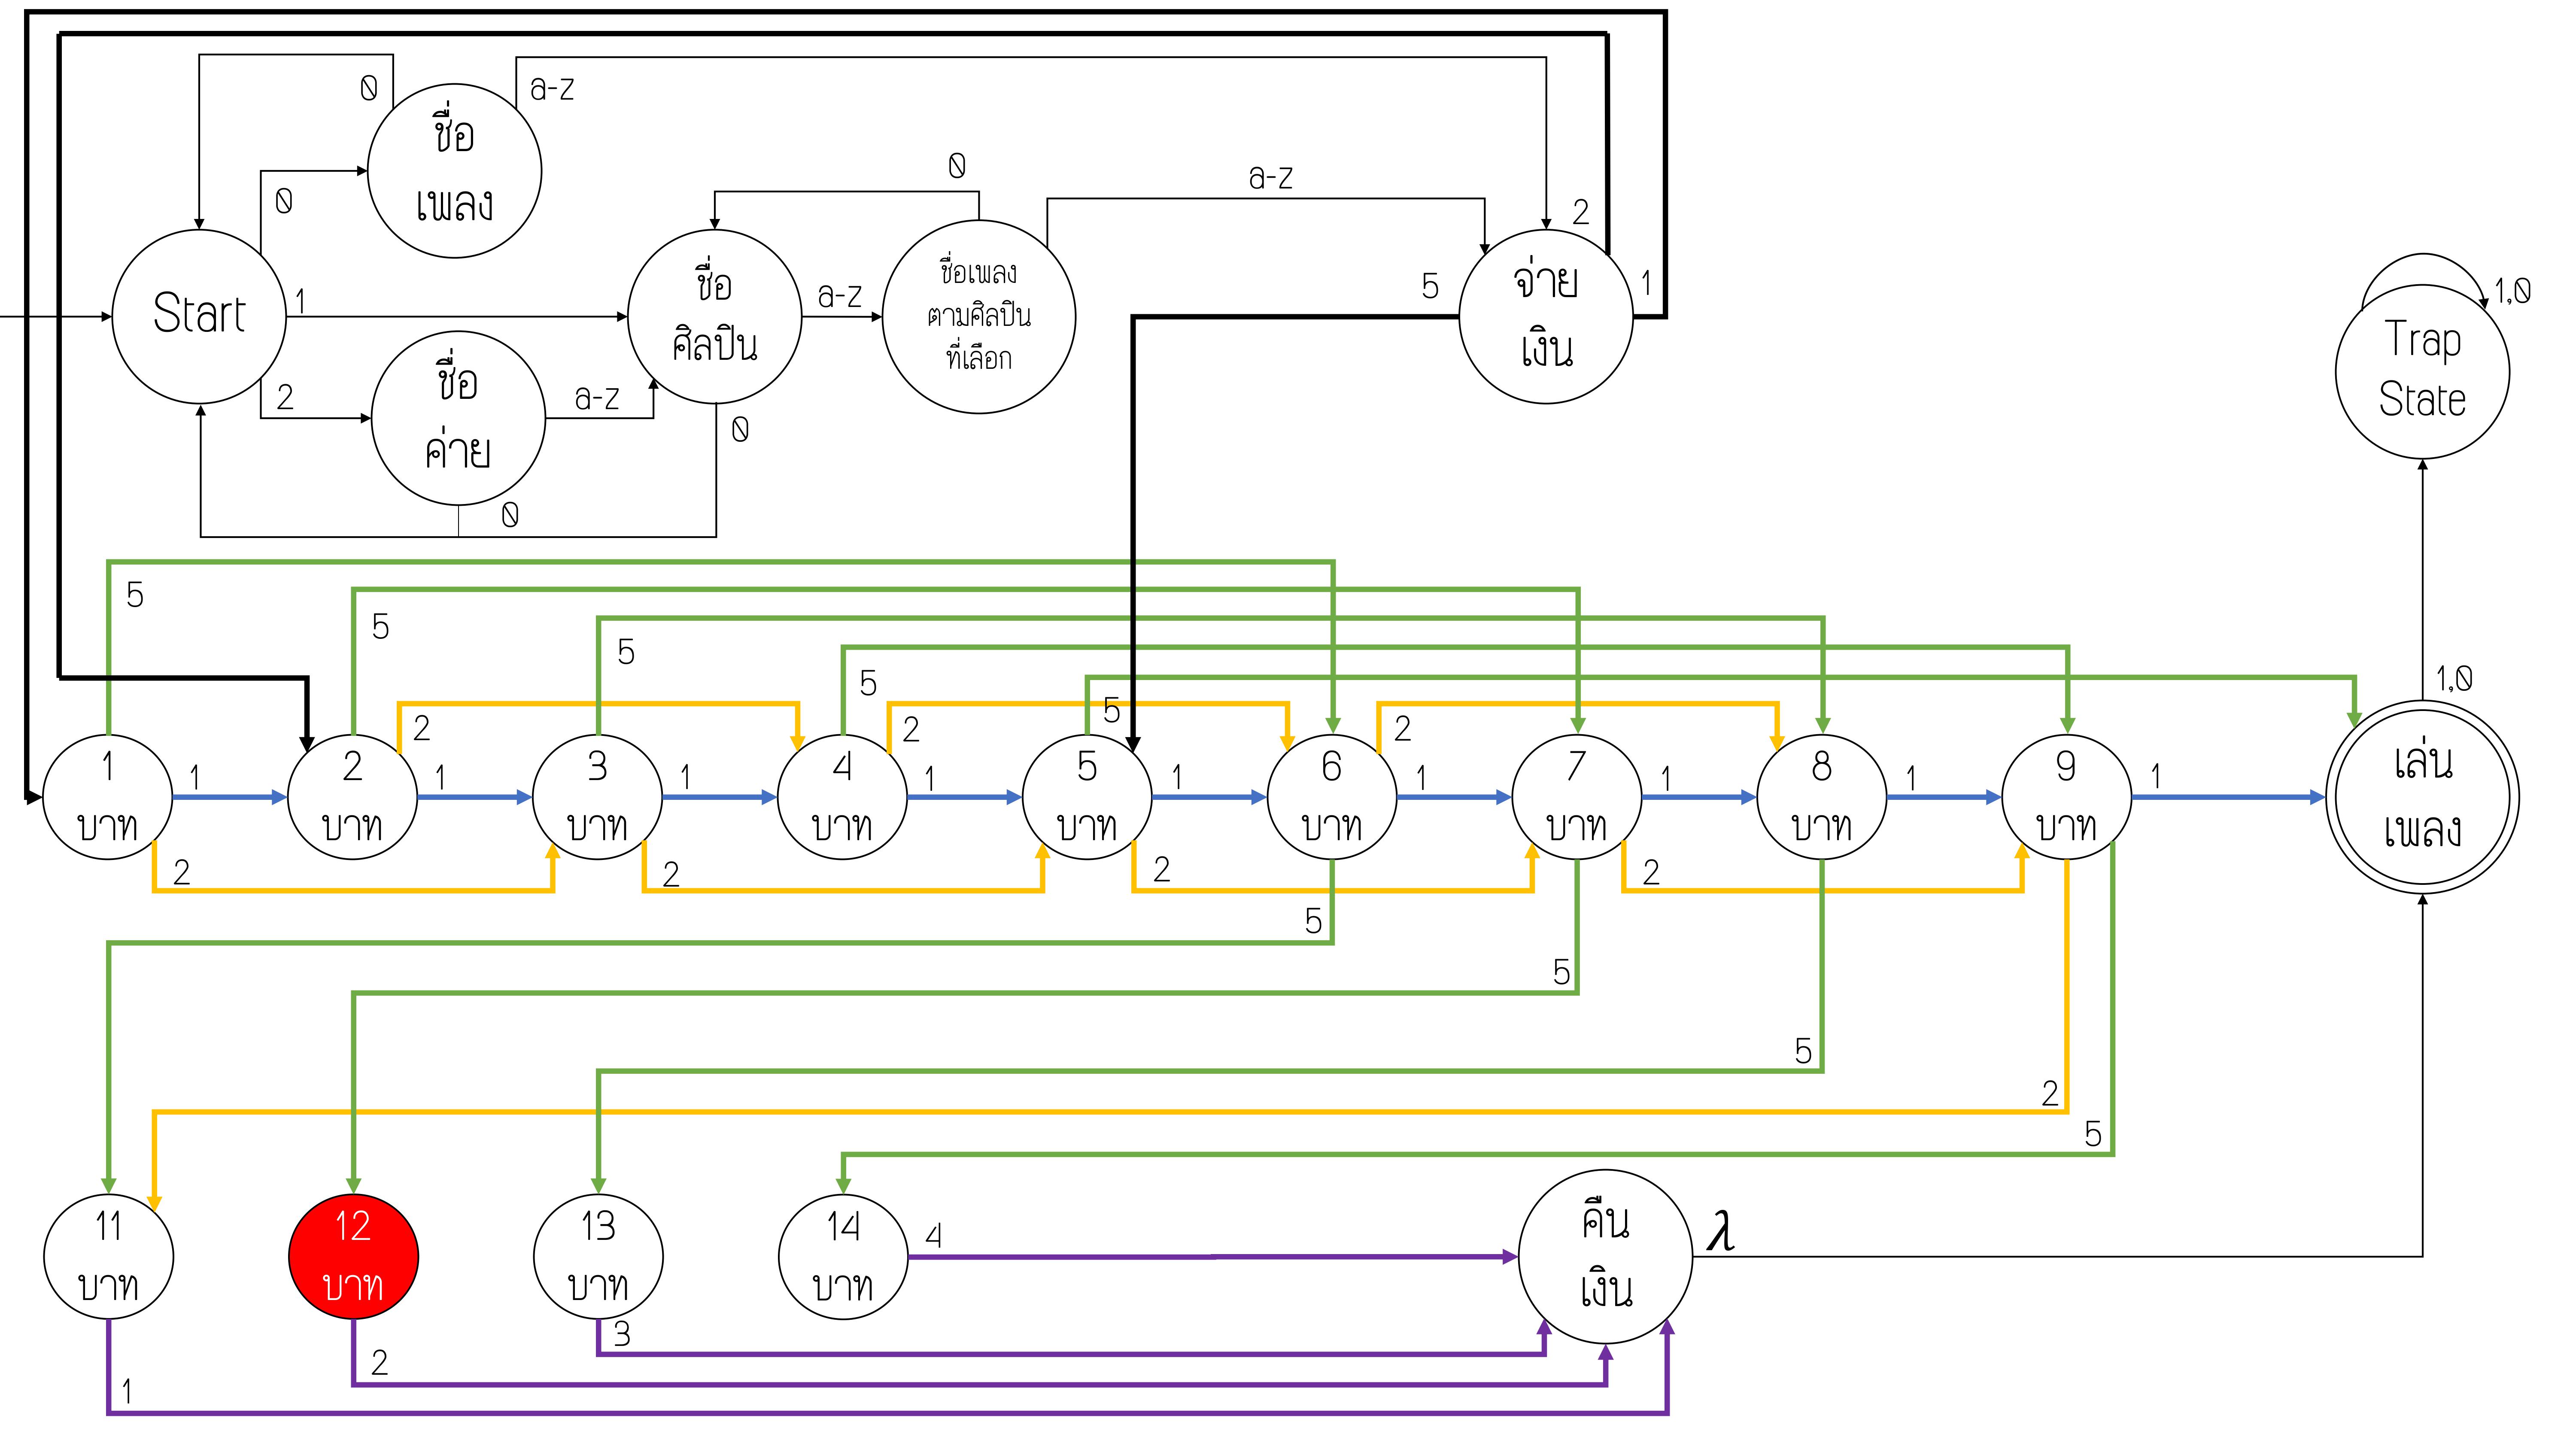 0
a-z
ชื่อ
เพลง
0
0
a-z
2
Start
1
ชื่อ
ศิลปิน
a-z
ชื่อเพลง
ตามศิลปิน
ที่เลือก
5
จ่าย
เงิน
1
1,0
Trap
State
2
ชื่อ
ค่าย
a-z
0
0
5
5
5
5
5
1,0
2
2
2
1
บาท
1
2
บาท
1
3
บาท
1
4
บาท
1
5
บาท
1
6
บาท
1
7
บาท
1
8
บาท
1
9
บาท
1
เล่น
เพลง
2
2
2
2
5
5
5
2
5
11
บาท
12
บาท
13
บาท
14
บาท
4
คืน
เงิน
λ
3
2
1